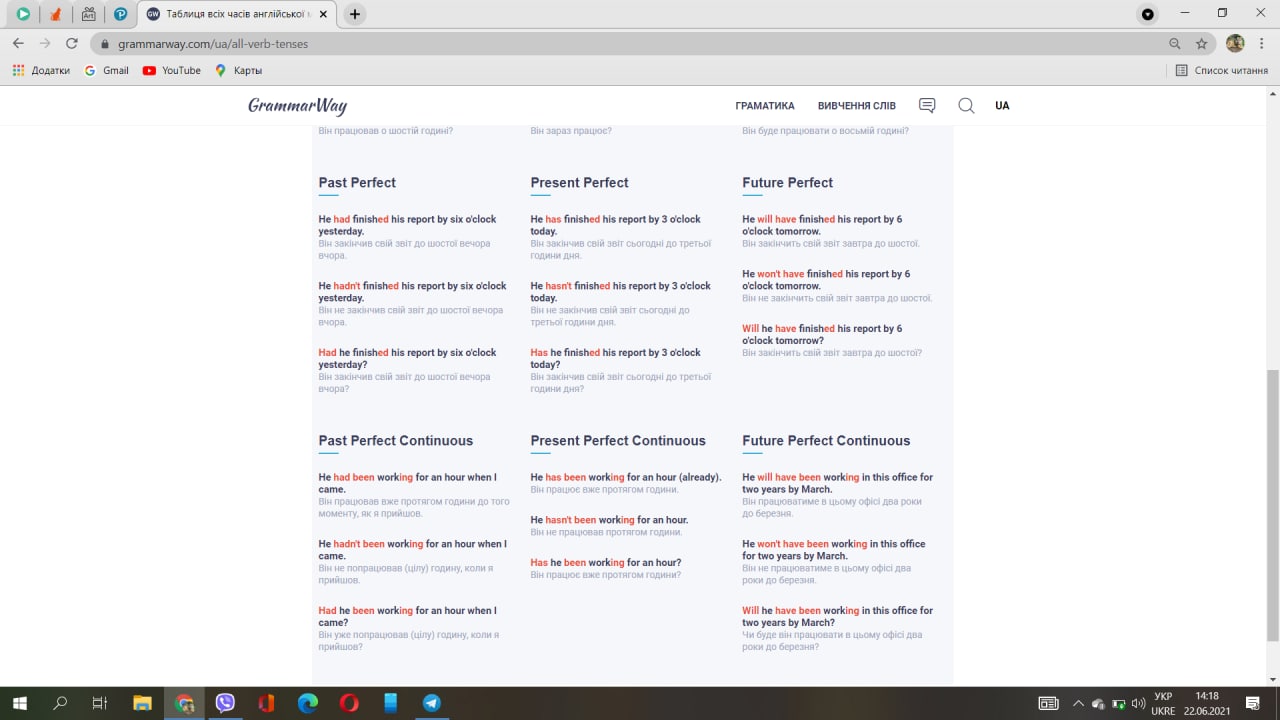 GW Таблиця всіх часів англійської м
grammarway.com/ua/all-verb-tenses
Додатки Gmail YouTube Карты Список читання
GrammarWay ГРАМАТИКА ВИВЧЕННЯ СЛІВ UA
Він працював о шостій годині? Він зараз працює? Він буде працювати о восьмій годині?
Past Perfect
He had finished his report by six o'clock
yesterday.
Він закінчив свій звіт до шостої вечора
вчора.
He hadn't finished his report by six o'clock
yesterday.
Він не закінчив свій звіт до шостої вечора
вчора.
Had he finished his report by six o'clock
yesterday?
Він закінчив свій звіт до шостої вечора
вчора?
Present Perfect
He has finished his report by 3 o'clock
today.
Він закінчив свій звіт сьогодні до третьої
години дня.
He hasn't finished his report by 3 o'clock
today.
Він не закінчив свій звіт сьогодні до
третьої години дня.
Has he finished his report by 3 o'clock
today?
Він закінчив свій звіт сьогодні до третьої
години дня?
Future Perfect
He will have finished his report by 6
o'clock tomorrow.
Він закінчить свій звіт завтра до шостої.
He won't have finished his report by 6
o'clock tomorrow.
Він не закінчить свій звіт завтра до шостої.
Will he have finished his report by 6
o'clock tomorrow?
Він закінчить свій звіт завтра до шостої?
Past Perfect Continuous
He had been working for an hour when I
came.
Він працював вже протягом години до того
моменту, як я прийшов.
He hadn't been working for an hour when I
came.
Він не попрацював (цілу) годину, коли я
прийшов.
Had he been working for an hour when I
came?
Він уже попрацював (цілу) годину, коли я
прийшов?
Present Perfect Continuous
He has been working for an hour (already).
Він працює вже протягом години.
He hasn't been working for an hour.
Він не працював протягом години.
Has he been working for an hour?
Він працює вже протягом години?
Future Perfect Continuous
He will have been working in this office for
two years by March.
Він працюватиме в цьому офісі два роки
до березня.
He won't have been working in this office
for two years by March.
Він не працюватиме в цьому офісі два
роки до березня.
Will he have been working in this office for
two years by March?
Чи буде він працювати в цьому офісі два
роки до березня?
УКР 14:18
UKRE 22.06.2021